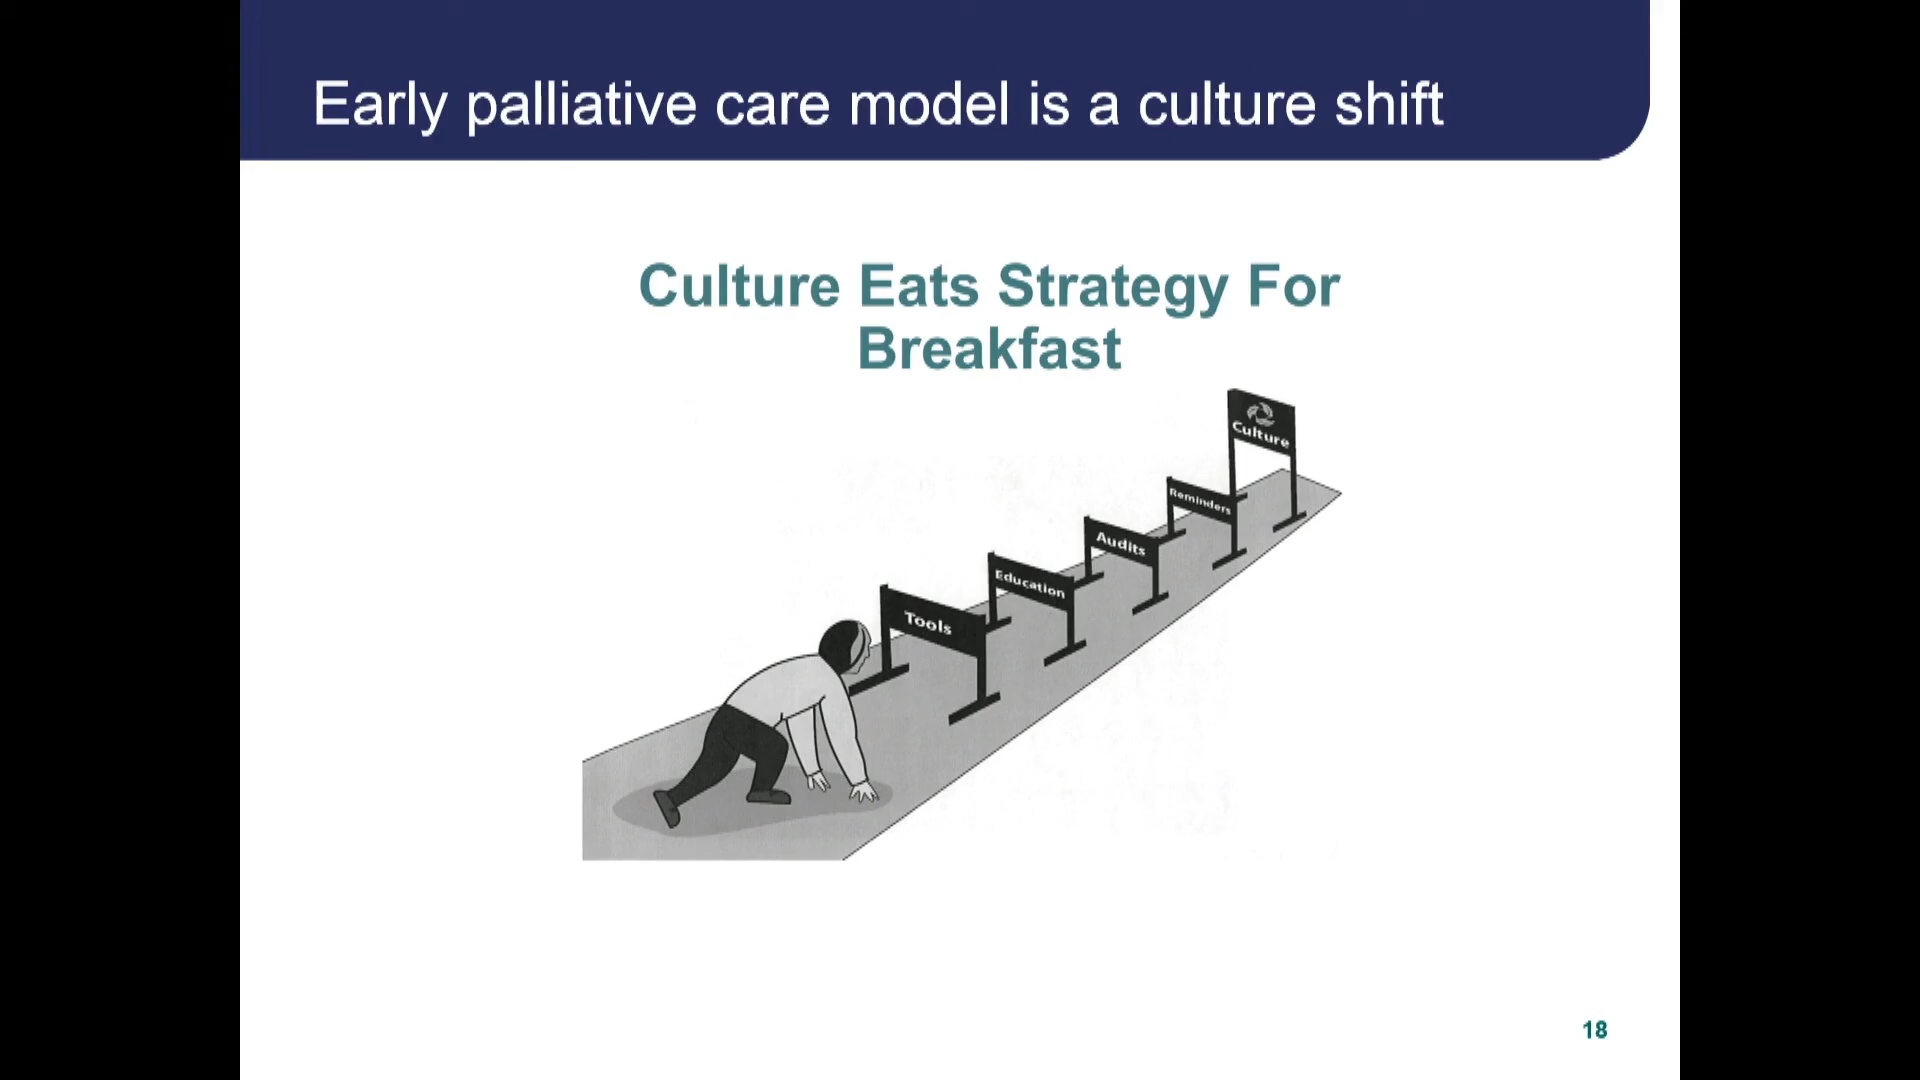 Early palliative care model is a culture shift
Culture Eats Strategy For
Breakfast
Culture
Reminders
Audits
Education
Tools
18